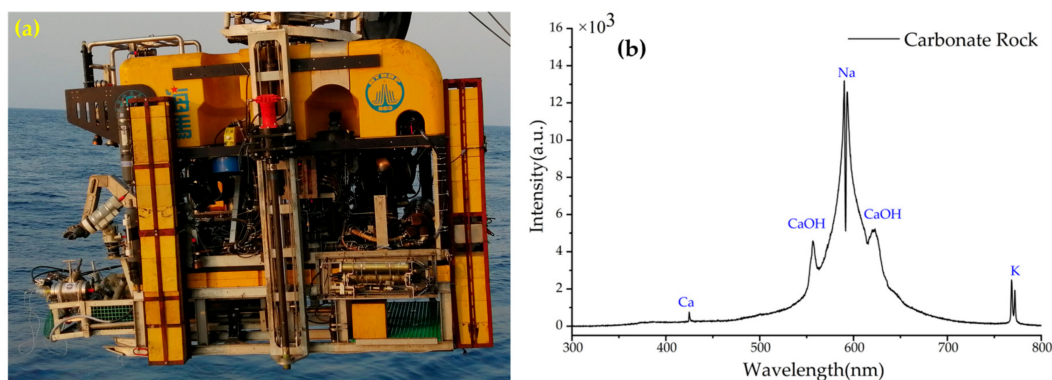 (a)
(b)
×10³
Carbonate Rock
Intensity(a.u.)
16
14
12
10
8
6
4
2
0
Na
CaOH
CaOH
Ca
K
300
400
500
600
700
800
Wavelength(nm)